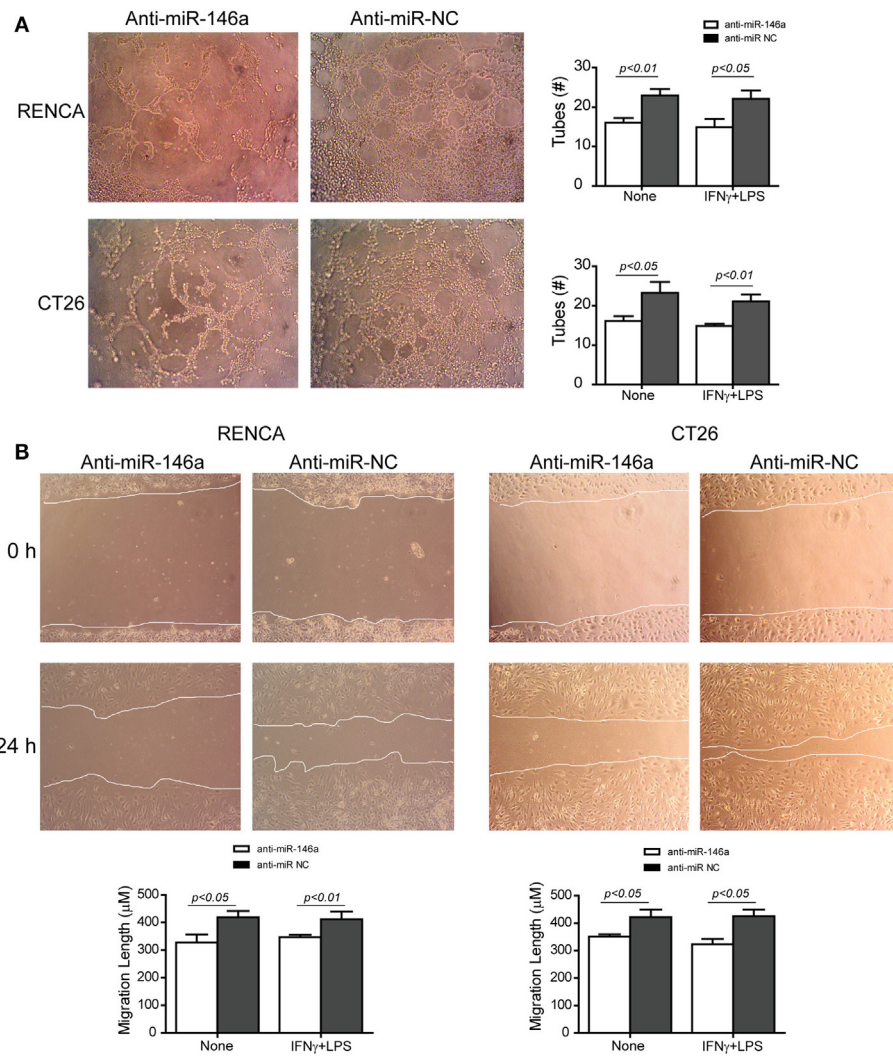 A
Anti-miR-146a Anti-miR-NC
RENCA
CT26
anti-miR-146a
anti-miR NC
Tubes (#)
30
20
10
0
p<0.01 p<0.05
None IFNγ+LPS
Tubes (#)
30
20
10
0
p<0.05 p<0.01
None IFNγ+LPS
B
RENCA CT26
Anti-miR-146a Anti-miR-NC Anti-miR-146a Anti-miR-NC
0 h
24 h
anti-miR-146a
anti-miR NC
Migration Length (μM)
500
400
300
200
100
0
p<0.05 p<0.01
None IFNγ+LPS
anti-miR-146a
anti-miR NC
Migration Length (μM)
500
400
300
200
100
0
p<0.05 p<0.05
None IFNγ+LPS